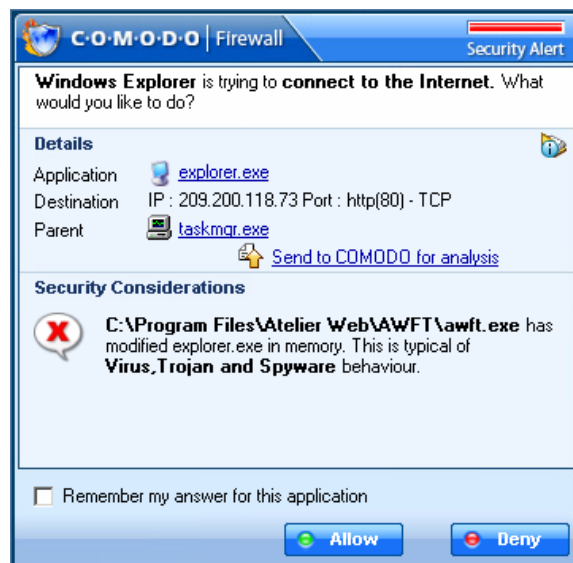 C·O·M·O·D·O | Firewall
Security Alert
Windows Explorer is trying to connect to the Internet. What
would you like to do?
Details
Application explorer.exe
Destination IP : 209.200.118.73 Port : http(80) - TCP
Parent taskmgr.exe
Send to COMODO for analysis
Security Considerations
C:\Program Files\Atelier Web\AWFT\awft.exe has
modified explorer.exe in memory. This is typical of
Virus,Trojan and Spyware behaviour.
Remember my answer for this application
Allow
Deny